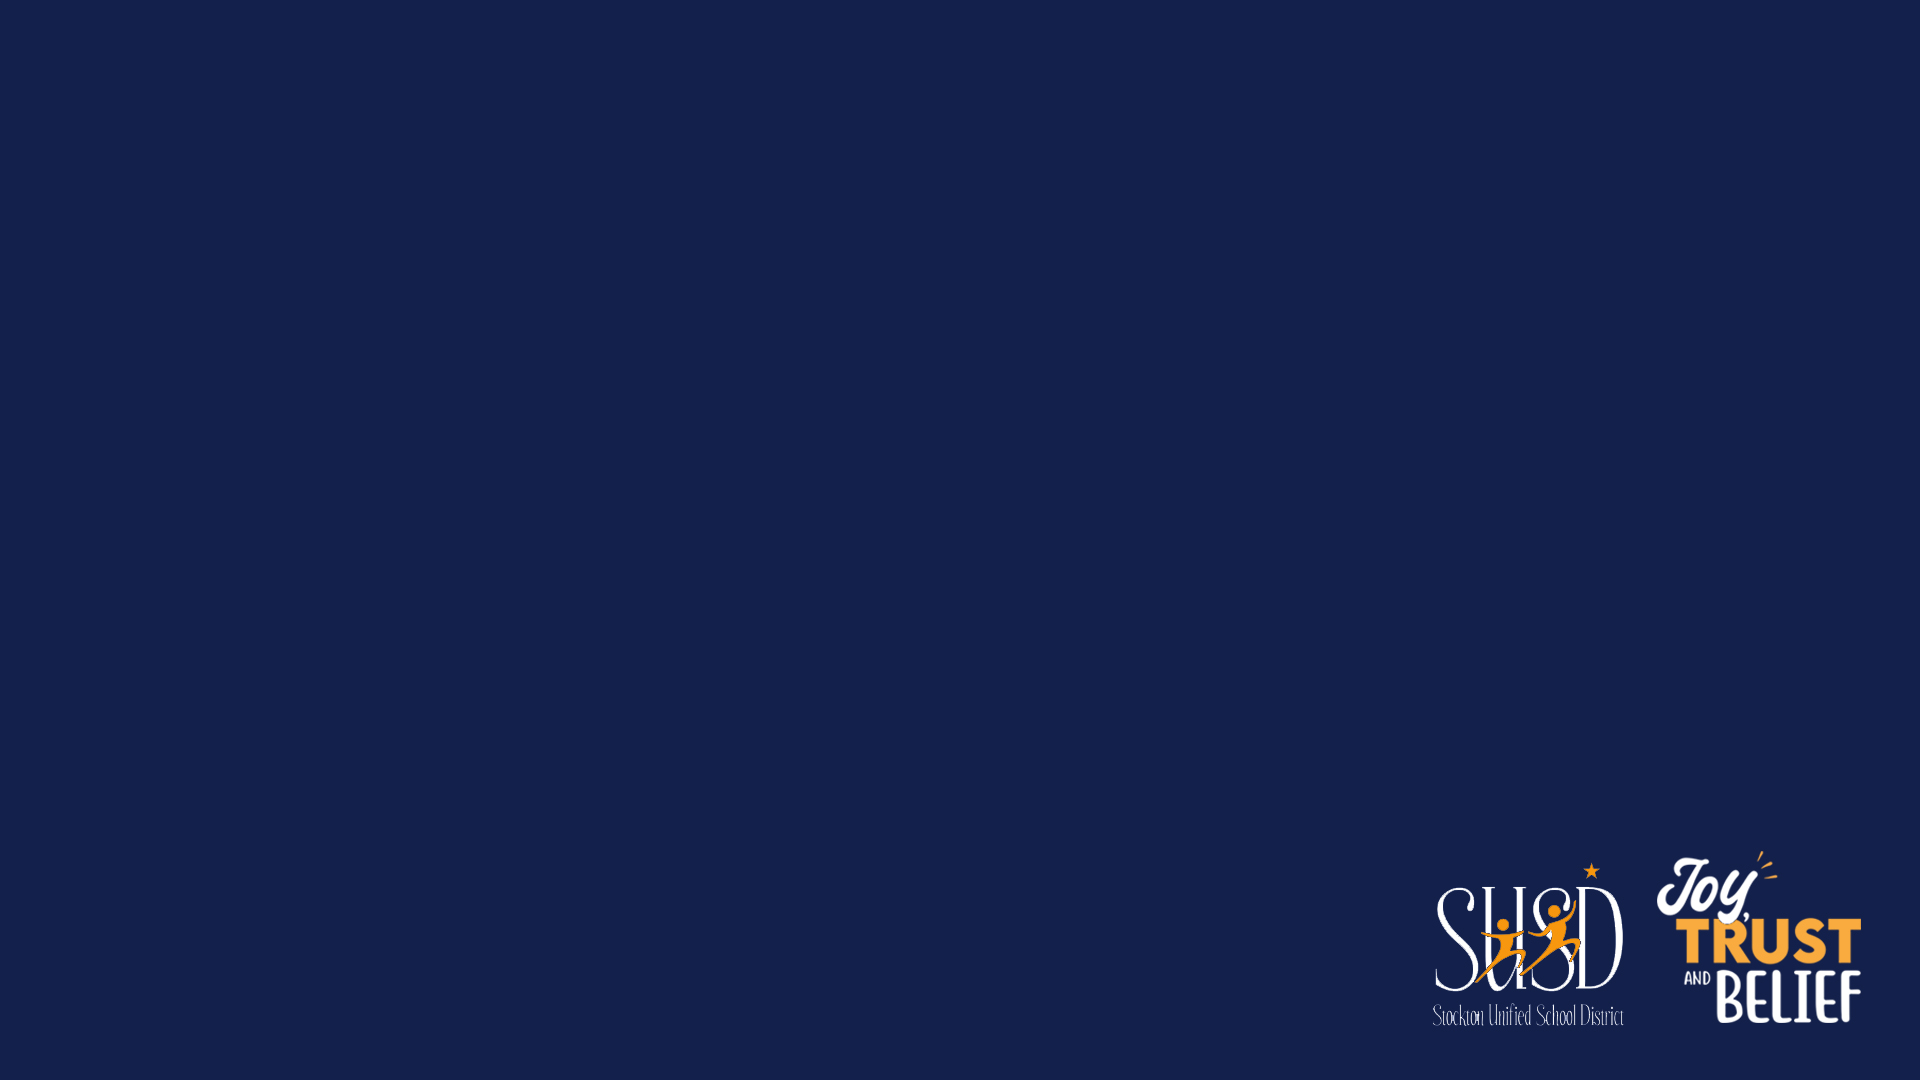 SUSD
Stockton Unified School District
Joy,
TRUST
AND BELIEF